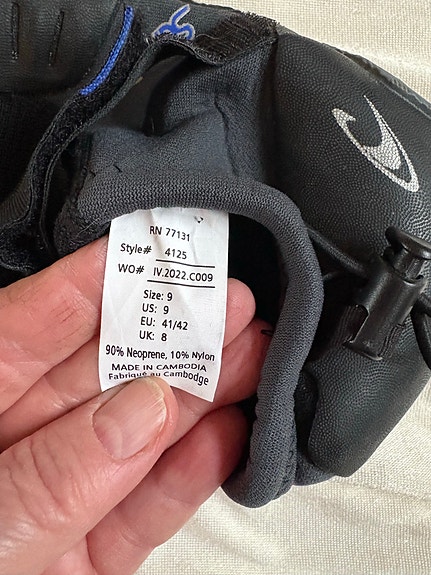 RN 77131
Style# 4125
WO# IV.2022.C009
Size: 9
US: 9
EU: 41/42
UK: 8
90% Neoprene, 10% Nylon
MADE IN CAMBODIA
Fabriqué au Cambodge